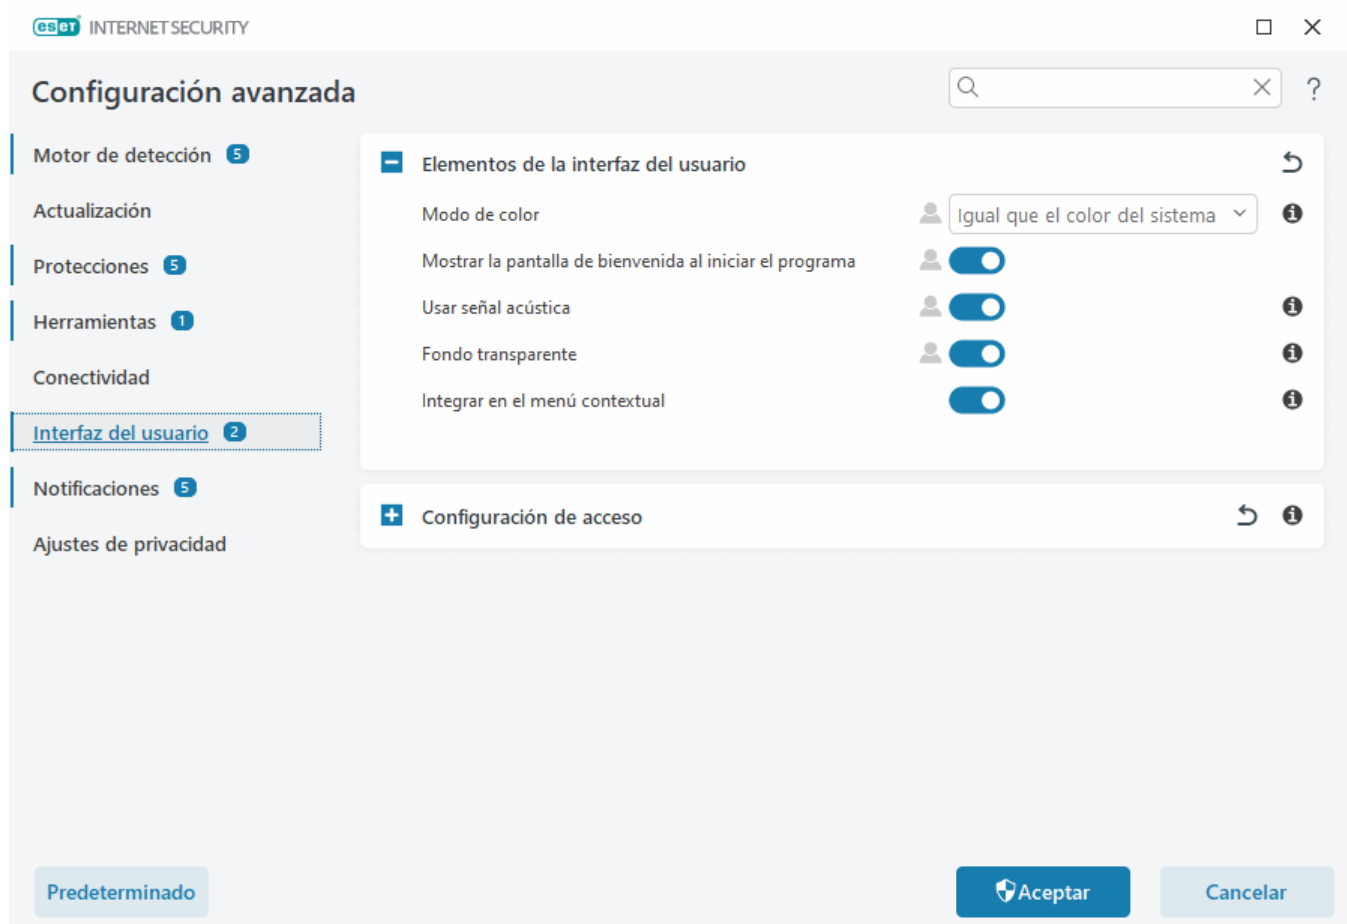 eset INTERNET SECURITY
Configuración avanzada
?
Motor de detección 5
Actualización
Protecciones 5
Herramientas 1
Conectividad
Interfaz del usuario 2
Notificaciones 5
Ajustes de privacidad
Elementos de la interfaz del usuario
Modo de color
Igual que el color del sistema
Mostrar la pantalla de bienvenida al iniciar el programa
Usar señal acústica
Fondo transparente
Integrar en el menú contextual
Configuración de acceso
Predeterminado
Aceptar
Cancelar